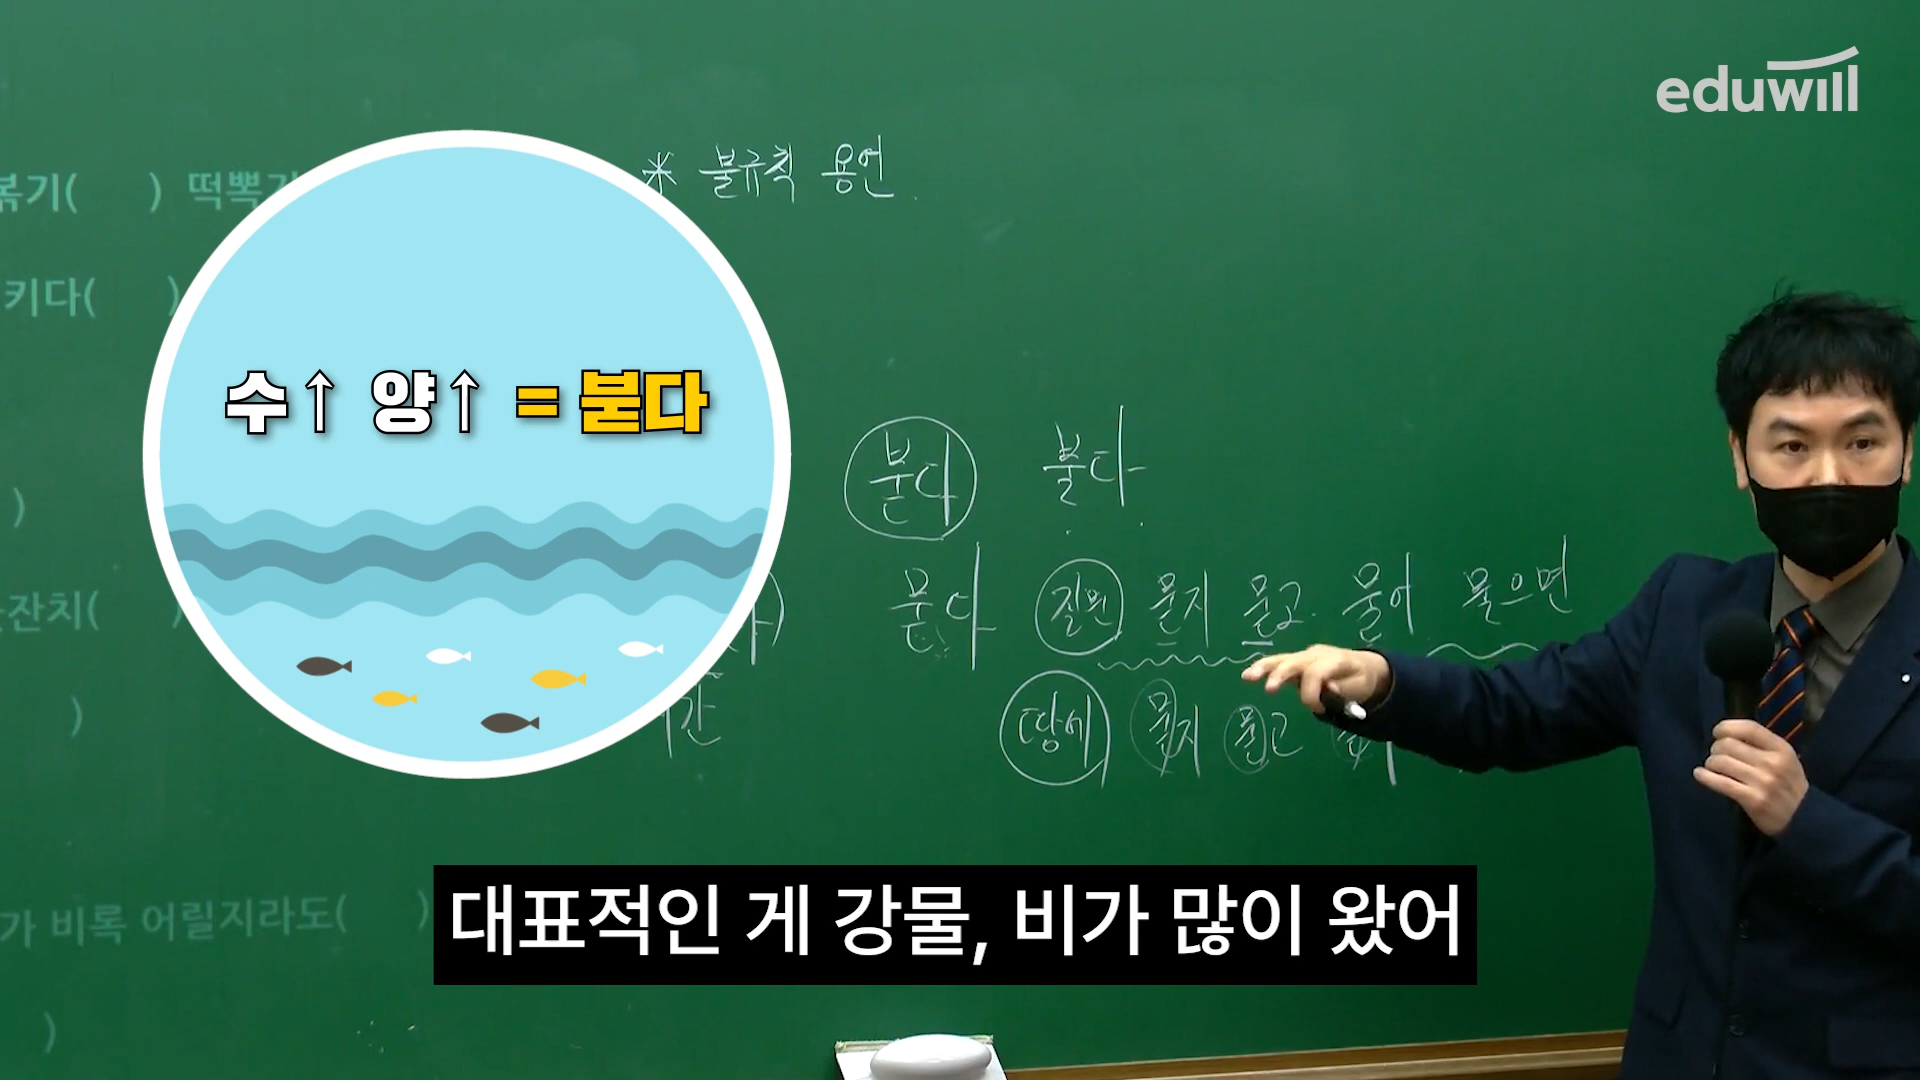 eduwill
볶기( ) 떡뽁
※ 불규칙 용언
키다( )
수↑ 양↑ = 붇다
붇다 불다
)
잔치(
묻다 질문 묻지 묻고 물어 물으면
간 땅에 묻지 묻고
)
가 비록 어릴지라도( )
대표적인 게 강물, 비가 많이 왔어
)